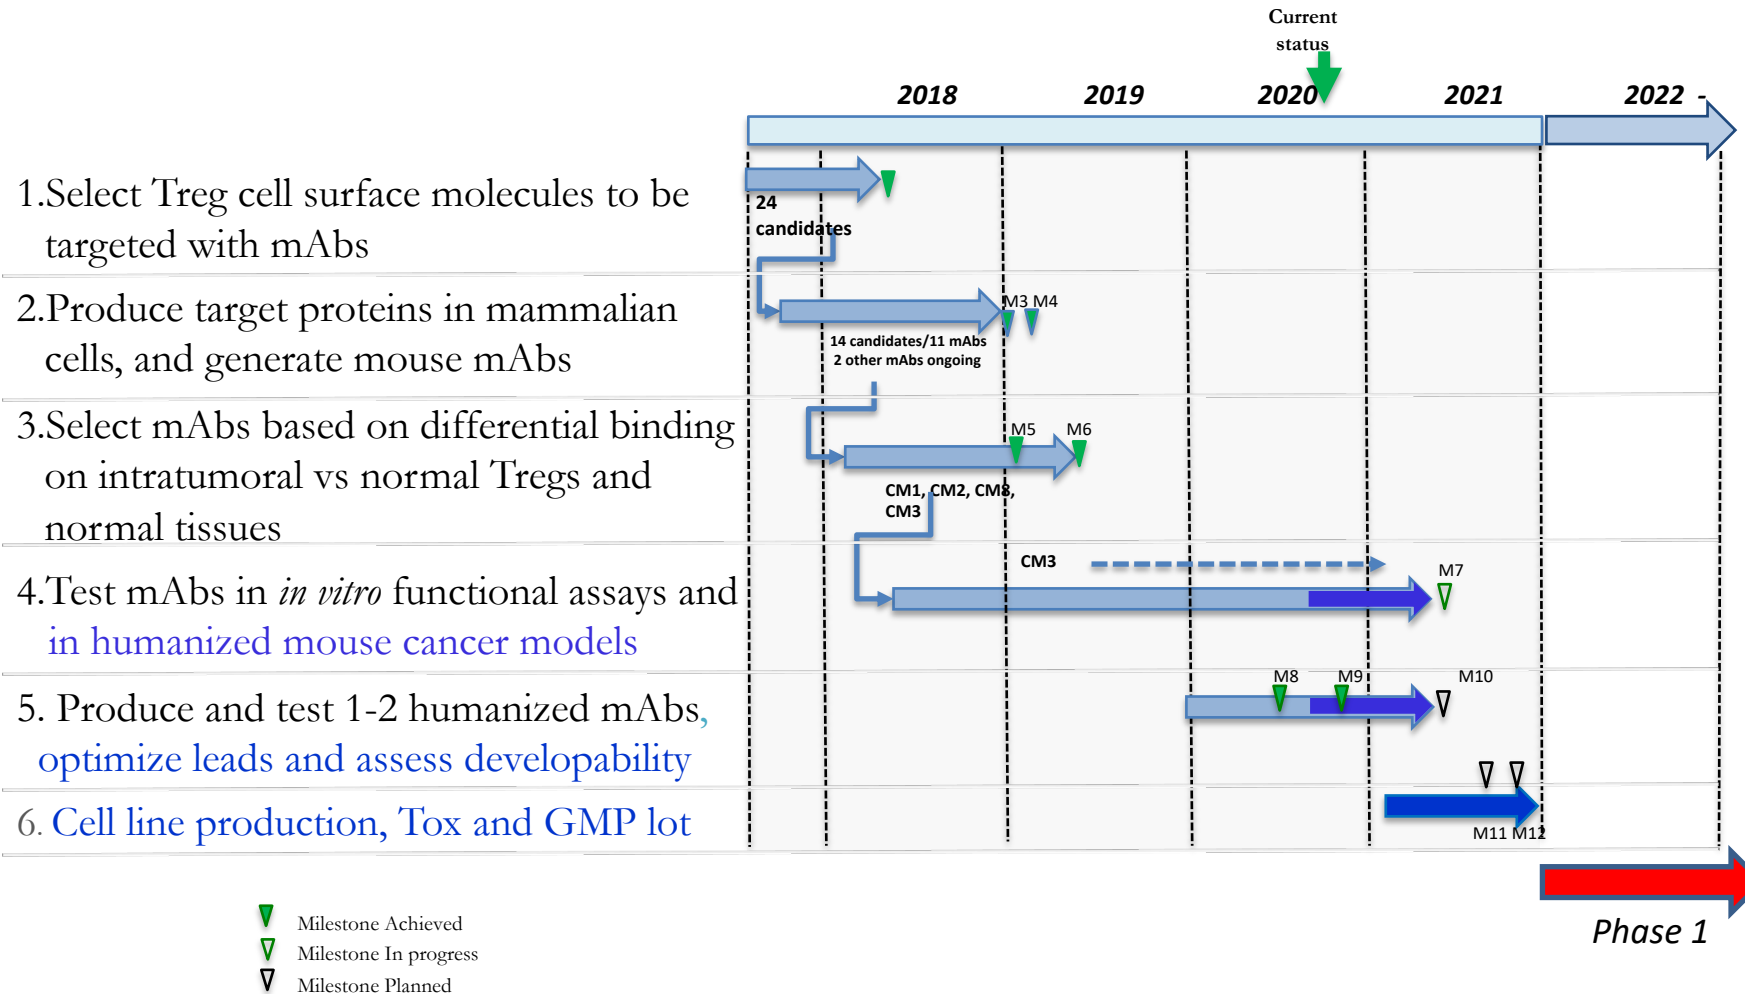 Current
status
2018
2019
2020
2021
2022 -
1.Select Treg cell surface molecules to be
targeted with mAbs
24
candidates
2.Produce target proteins in mammalian
cells, and generate mouse mAbs
M3 M4
14 candidates/11 mAbs
2 other mAbs ongoing
3.Select mAbs based on differential binding
on intratumoral vs normal Tregs and
normal tissues
M5
M6
CM1, CM2, CM8,
CM3
4.Test mAbs in in vitro functional assays and
in humanized mouse cancer models
CM3
M7
5. Produce and test 1-2 humanized mAbs,
optimize leads and assess developability
M8
M9
M10
6. Cell line production, Tox and GMP lot
M11 M12
Phase 1
Milestone Achieved
Milestone In progress
Milestone Planned